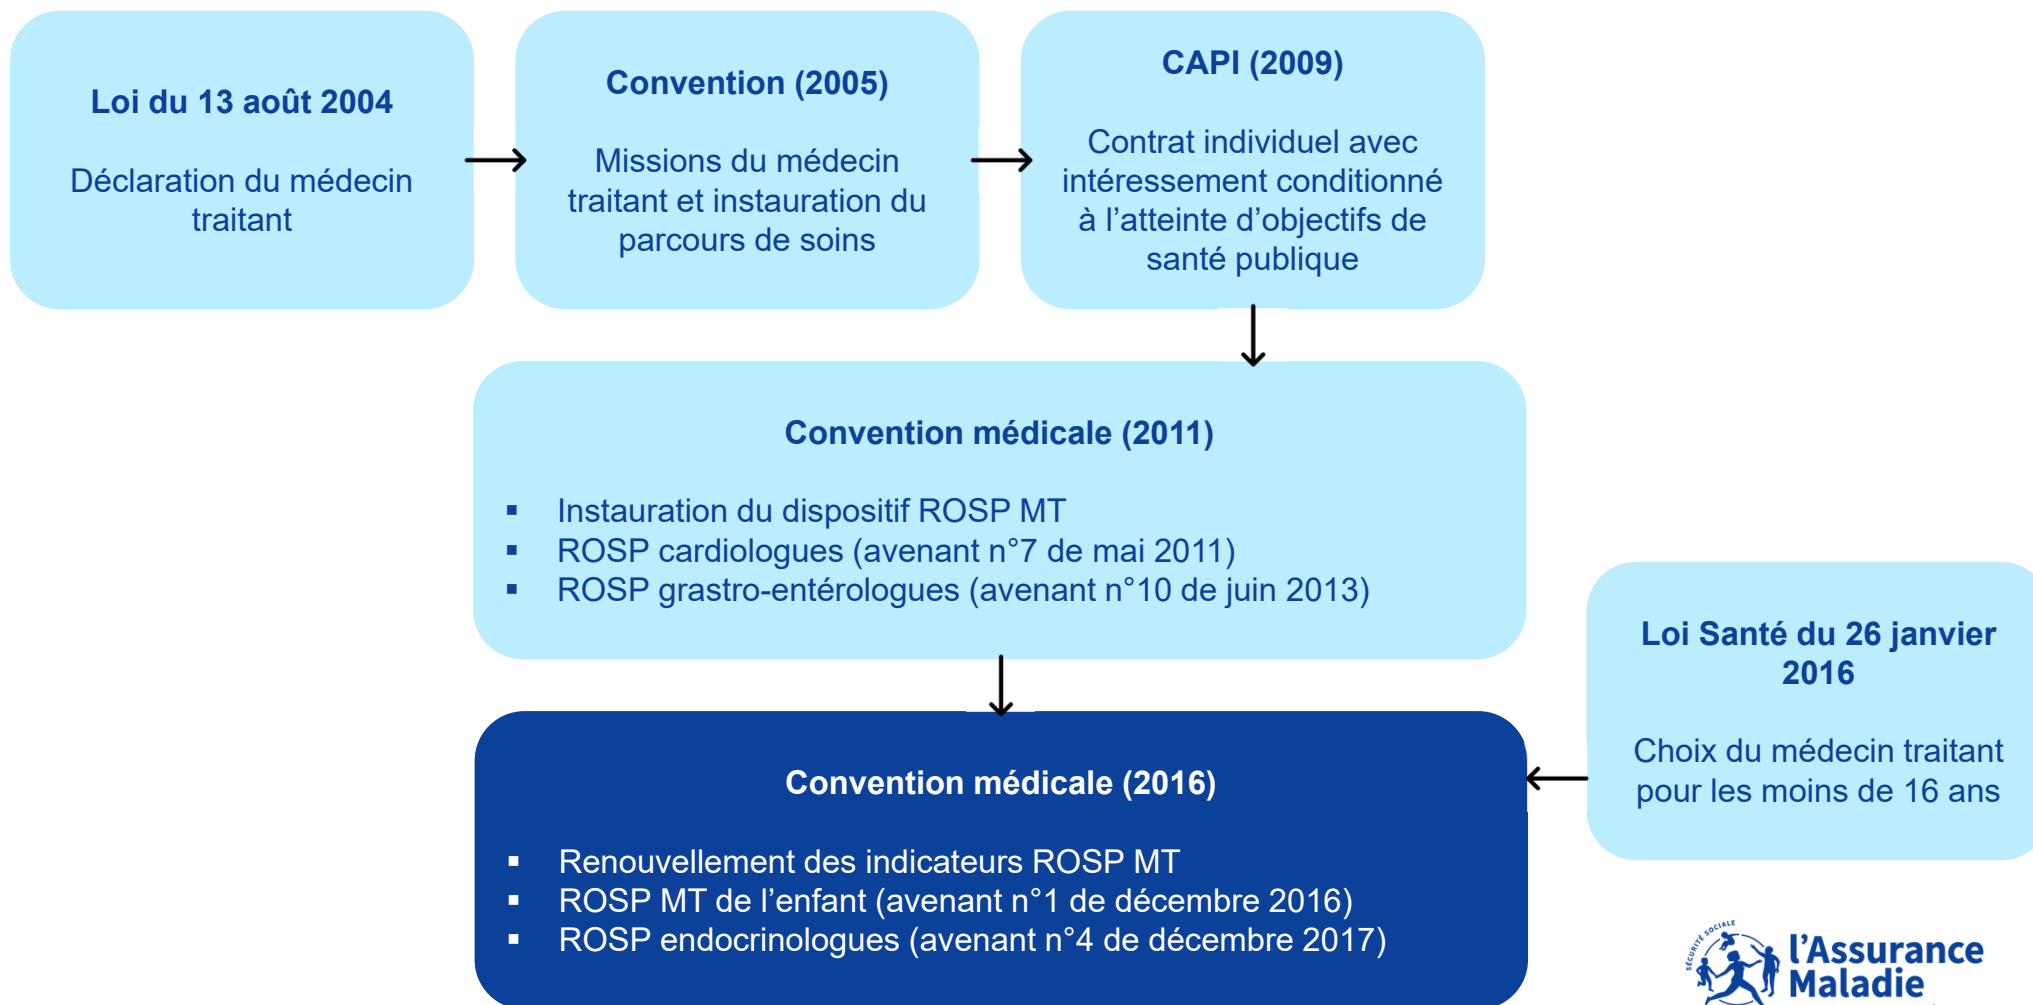 Loi du 13 août 2004
Déclaration du médecin
traitant
Convention (2005)
Missions du médecin
traitant et instauration du
parcours de soins
CAPI (2009)
Contrat individuel avec
intéressement conditionné
à l’atteinte d’objectifs de
santé publique
Convention médicale (2011)
▪ Instauration du dispositif ROSP MT
▪ ROSP cardiologues (avenant n°7 de mai 2011)
▪ ROSP grastro-entérologues (avenant n°10 de juin 2013)
Loi Santé du 26 janvier
2016
Choix du médecin traitant
pour les moins de 16 ans
Convention médicale (2016)
▪ Renouvellement des indicateurs ROSP MT
▪ ROSP MT de l’enfant (avenant n°1 de décembre 2016)
▪ ROSP endocrinologues (avenant n°4 de décembre 2017)
SÉCURITÉ SOCIALE
l’Assurance
Maladie